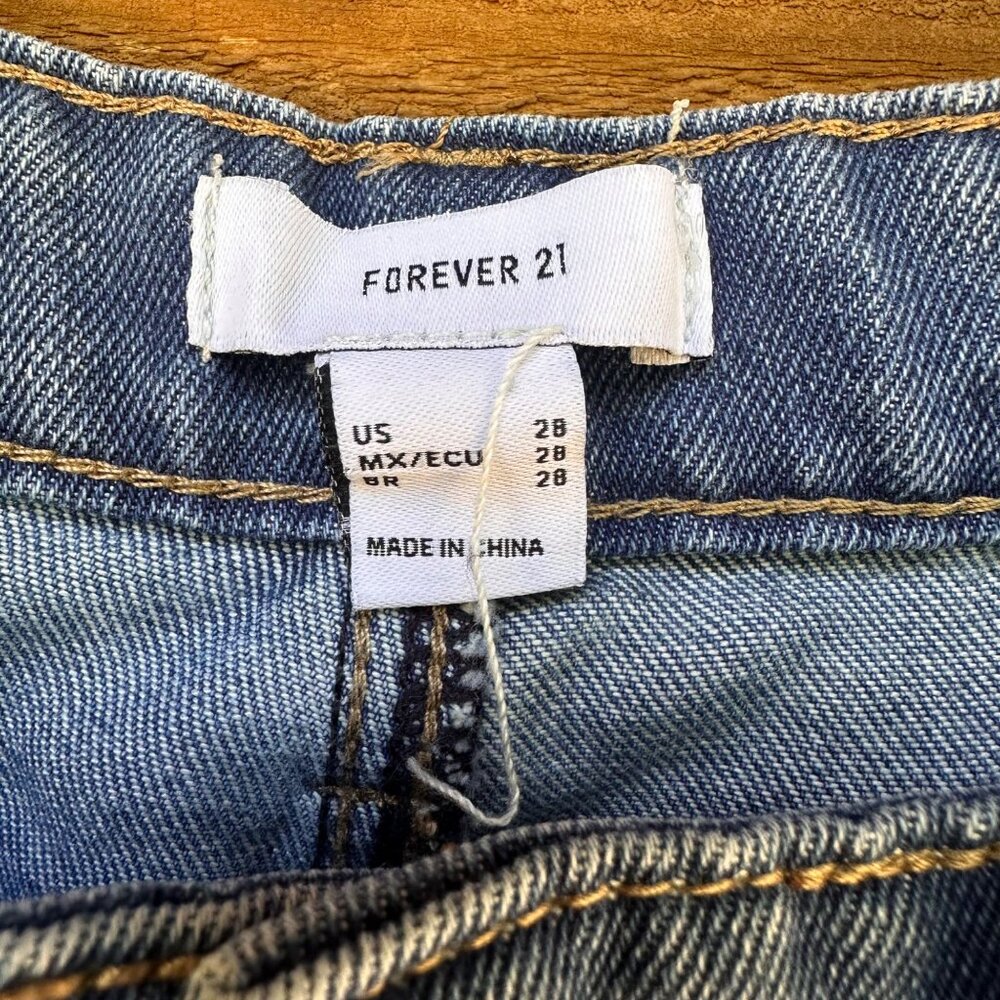 FOREVER 21
US 28
MX/ECU 28
BR 28
MADE IN CHINA